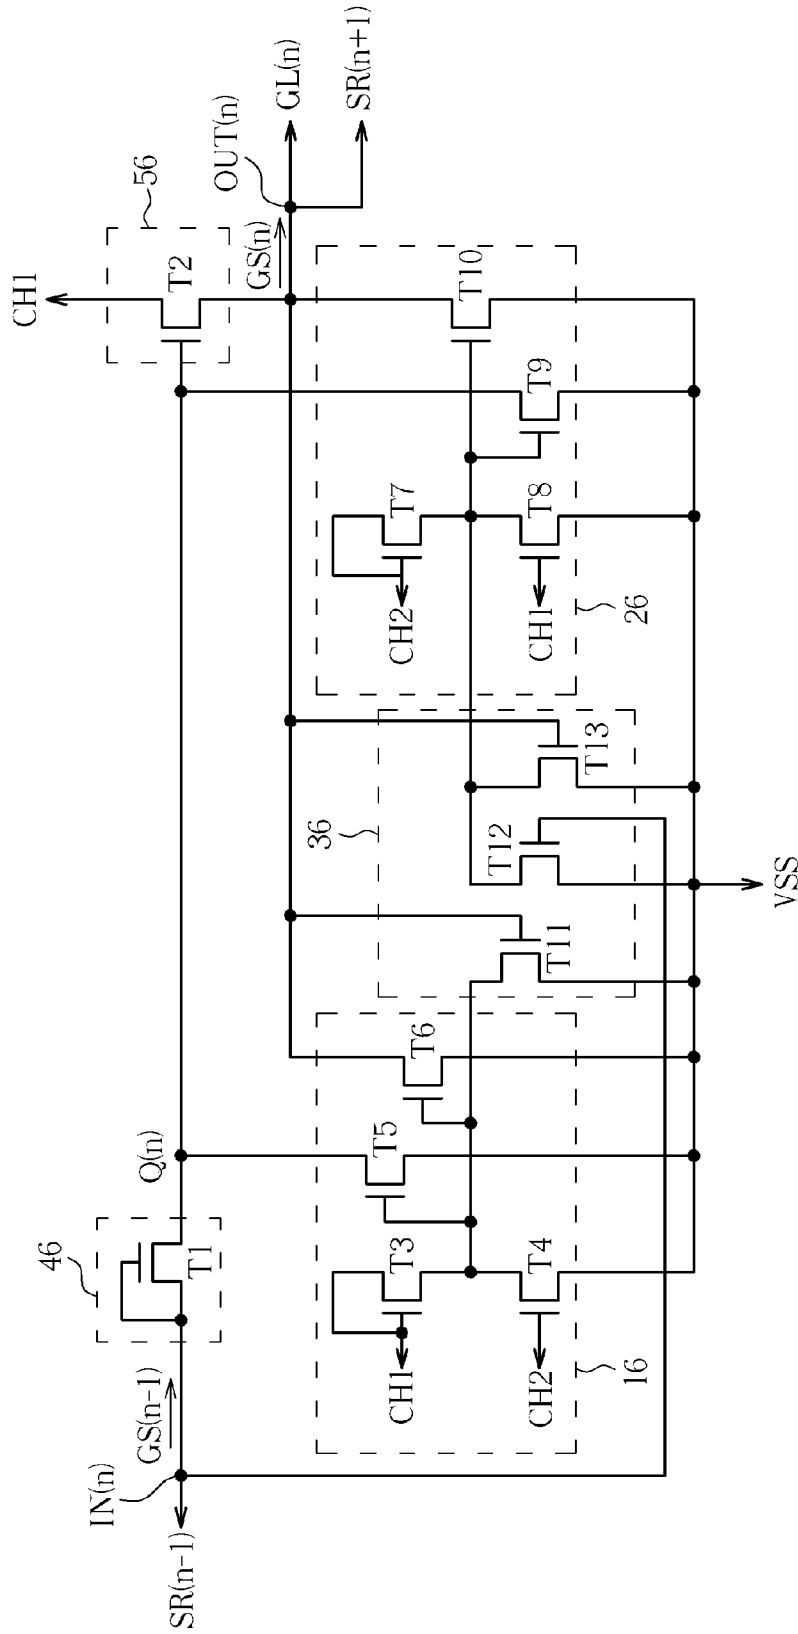 CH1
56
T2
OUT(n)
GL(n)
SR(n+1)
GS(n)
T10
T9
T7
T8
CH2
CH1
26
36
T13
T12
T11
VSS
Q(n)
T6
T5
46
T1
T3
T4
CH1
CH2
16
GS(n-1)
IN(n)
SR(n-1)